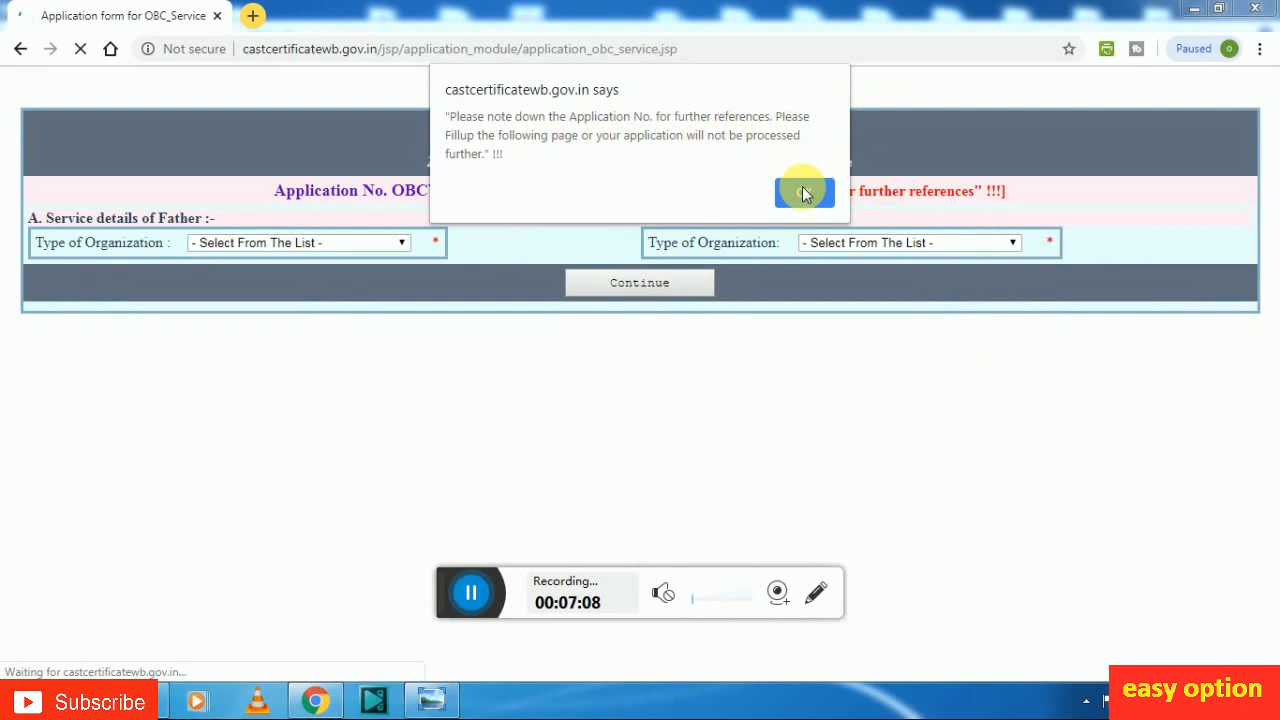 Application form for OBC_Service
Not secure castcertificatewb.gov.in/jsp/application_module/application_obc_service.jsp
Paused
castcertificatewb.gov.in says
"Please note down the Application No. for further references. Please
Fillup the following page or your application will not be processed
further." !!!
Application No. further references" !!!]
A. Service details of Father :-
Type of Organization : - Select From The List - * Type of Organization: - Select From The List - *
Continue
Recording...
00:07:08
Waiting for castcertificatewb.gov.in...
Subscribe
easy option